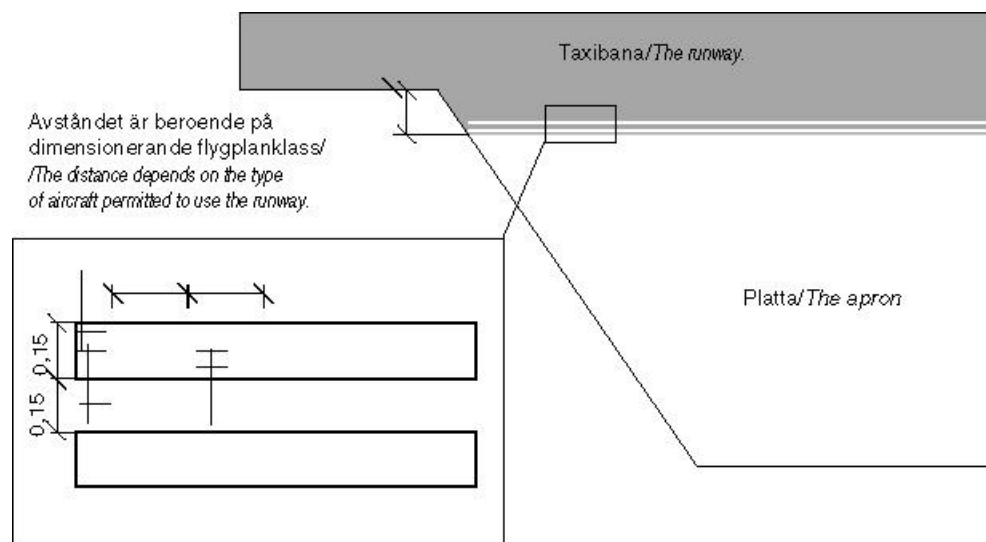 Taxibana/The runway.
Avståndet är beroende på
dimensionerande flygplanklass/
/The distance depends on the type
of aircraft permitted to use the runway.
Platta/The apron
0,15
0,15